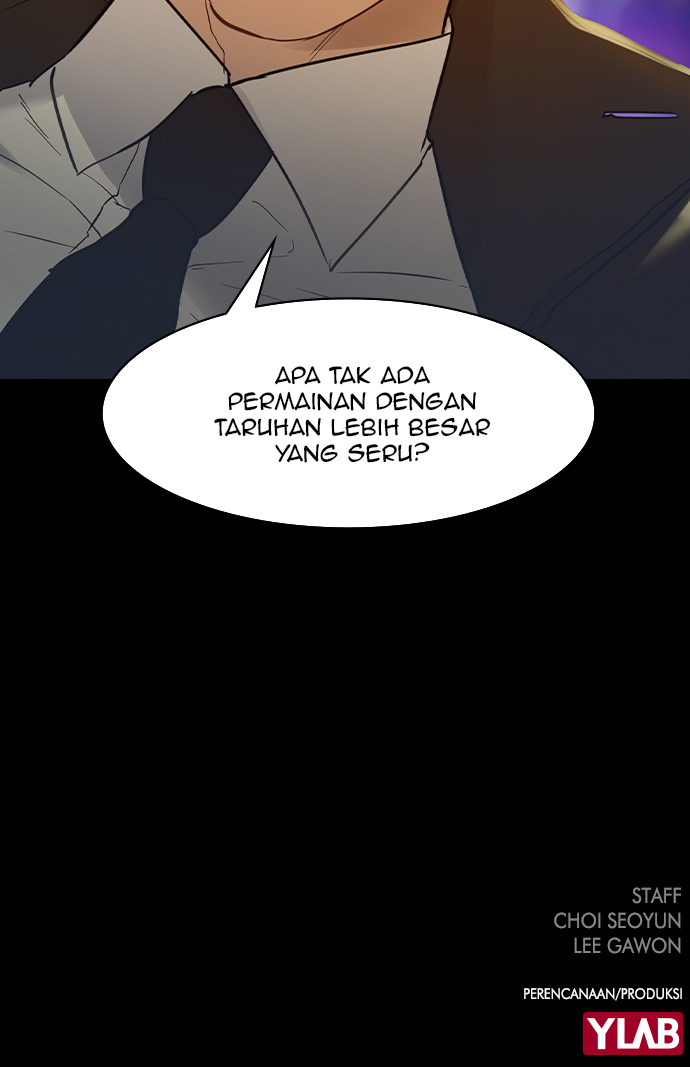 APA TAK ADA
PERMAINAN DENGAN
TARUHAN LEBIH BESAR
YANG SERU?
STAFF
CHOI SEOYUN
LEE GAWON
PERENCANAAN/PRODUKSI
YLAB